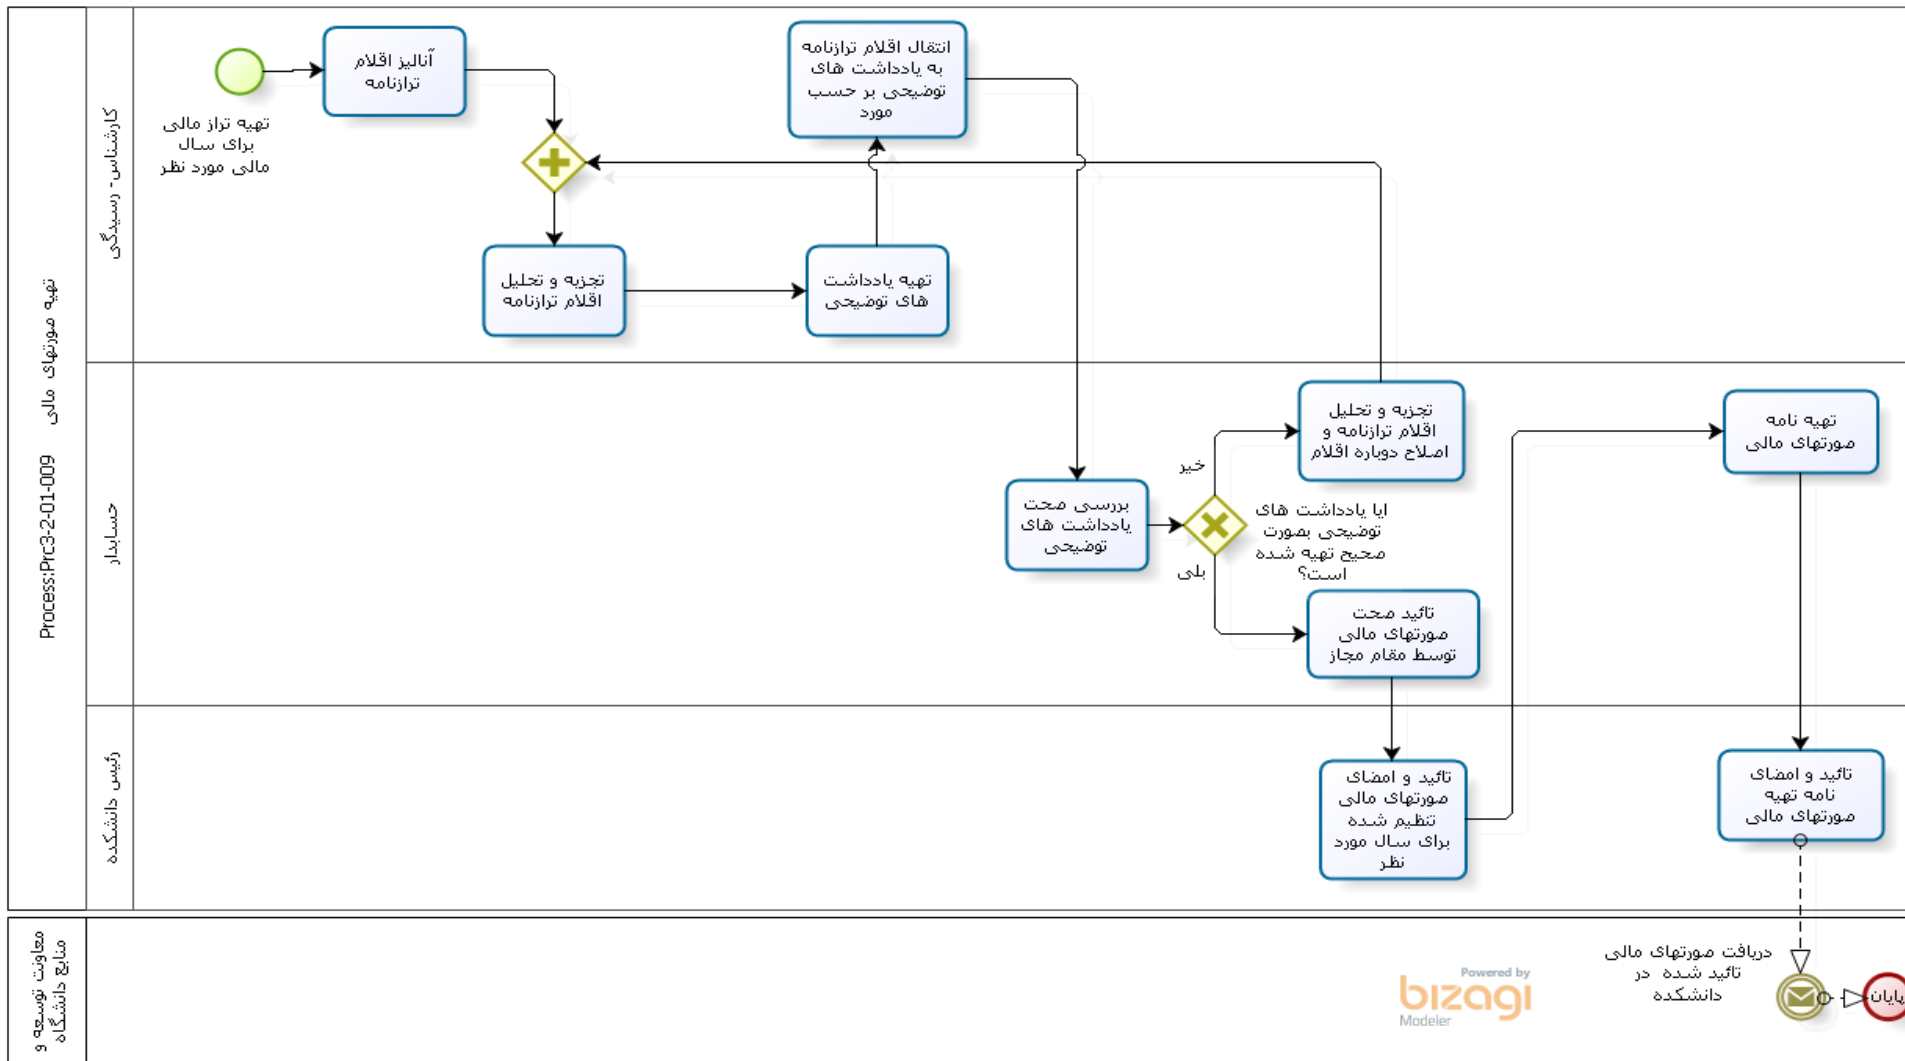 تهیه صورتهای مالی
Process:Prc3-2-01-009
کارشناس- رسیدگی
تهیه تراز مالی
برای سال
مالی مورد نظر
آنالیز اقلام
ترازنامه
انتقال اقلام ترازنامه
به یادداشت های
توضیحی بر حسب
مورد
تجزیه و تحلیل
اقلام ترازنامه
تهیه یادداشت
های توضیحی
حسابدار
بررسی صحت
یادداشت های
توضیحی
خیر
ایا یادداشت های
توضیحی بصورت
صحیح تهیه شده
است؟
بلی
تجزیه و تحلیل
اقلام ترازنامه و
اصلاح دوباره اقلام
تائید صحت
صورتهای مالی
توسط مقام مجاز
تهیه نامه
صورتهای مالی
رئیس دانشکده
تائید و امضای
صورتهای مالی
تنظیم شده
برای سال مورد
نظر
تائید و امضای
نامه تهیه
صورتهای مالی
معاونت توسعه و
منابع دانشگاه
دریافت صورتهای مالی
تائید شده در
دانشکده
پایان
Powered by
bizagi
Modeler